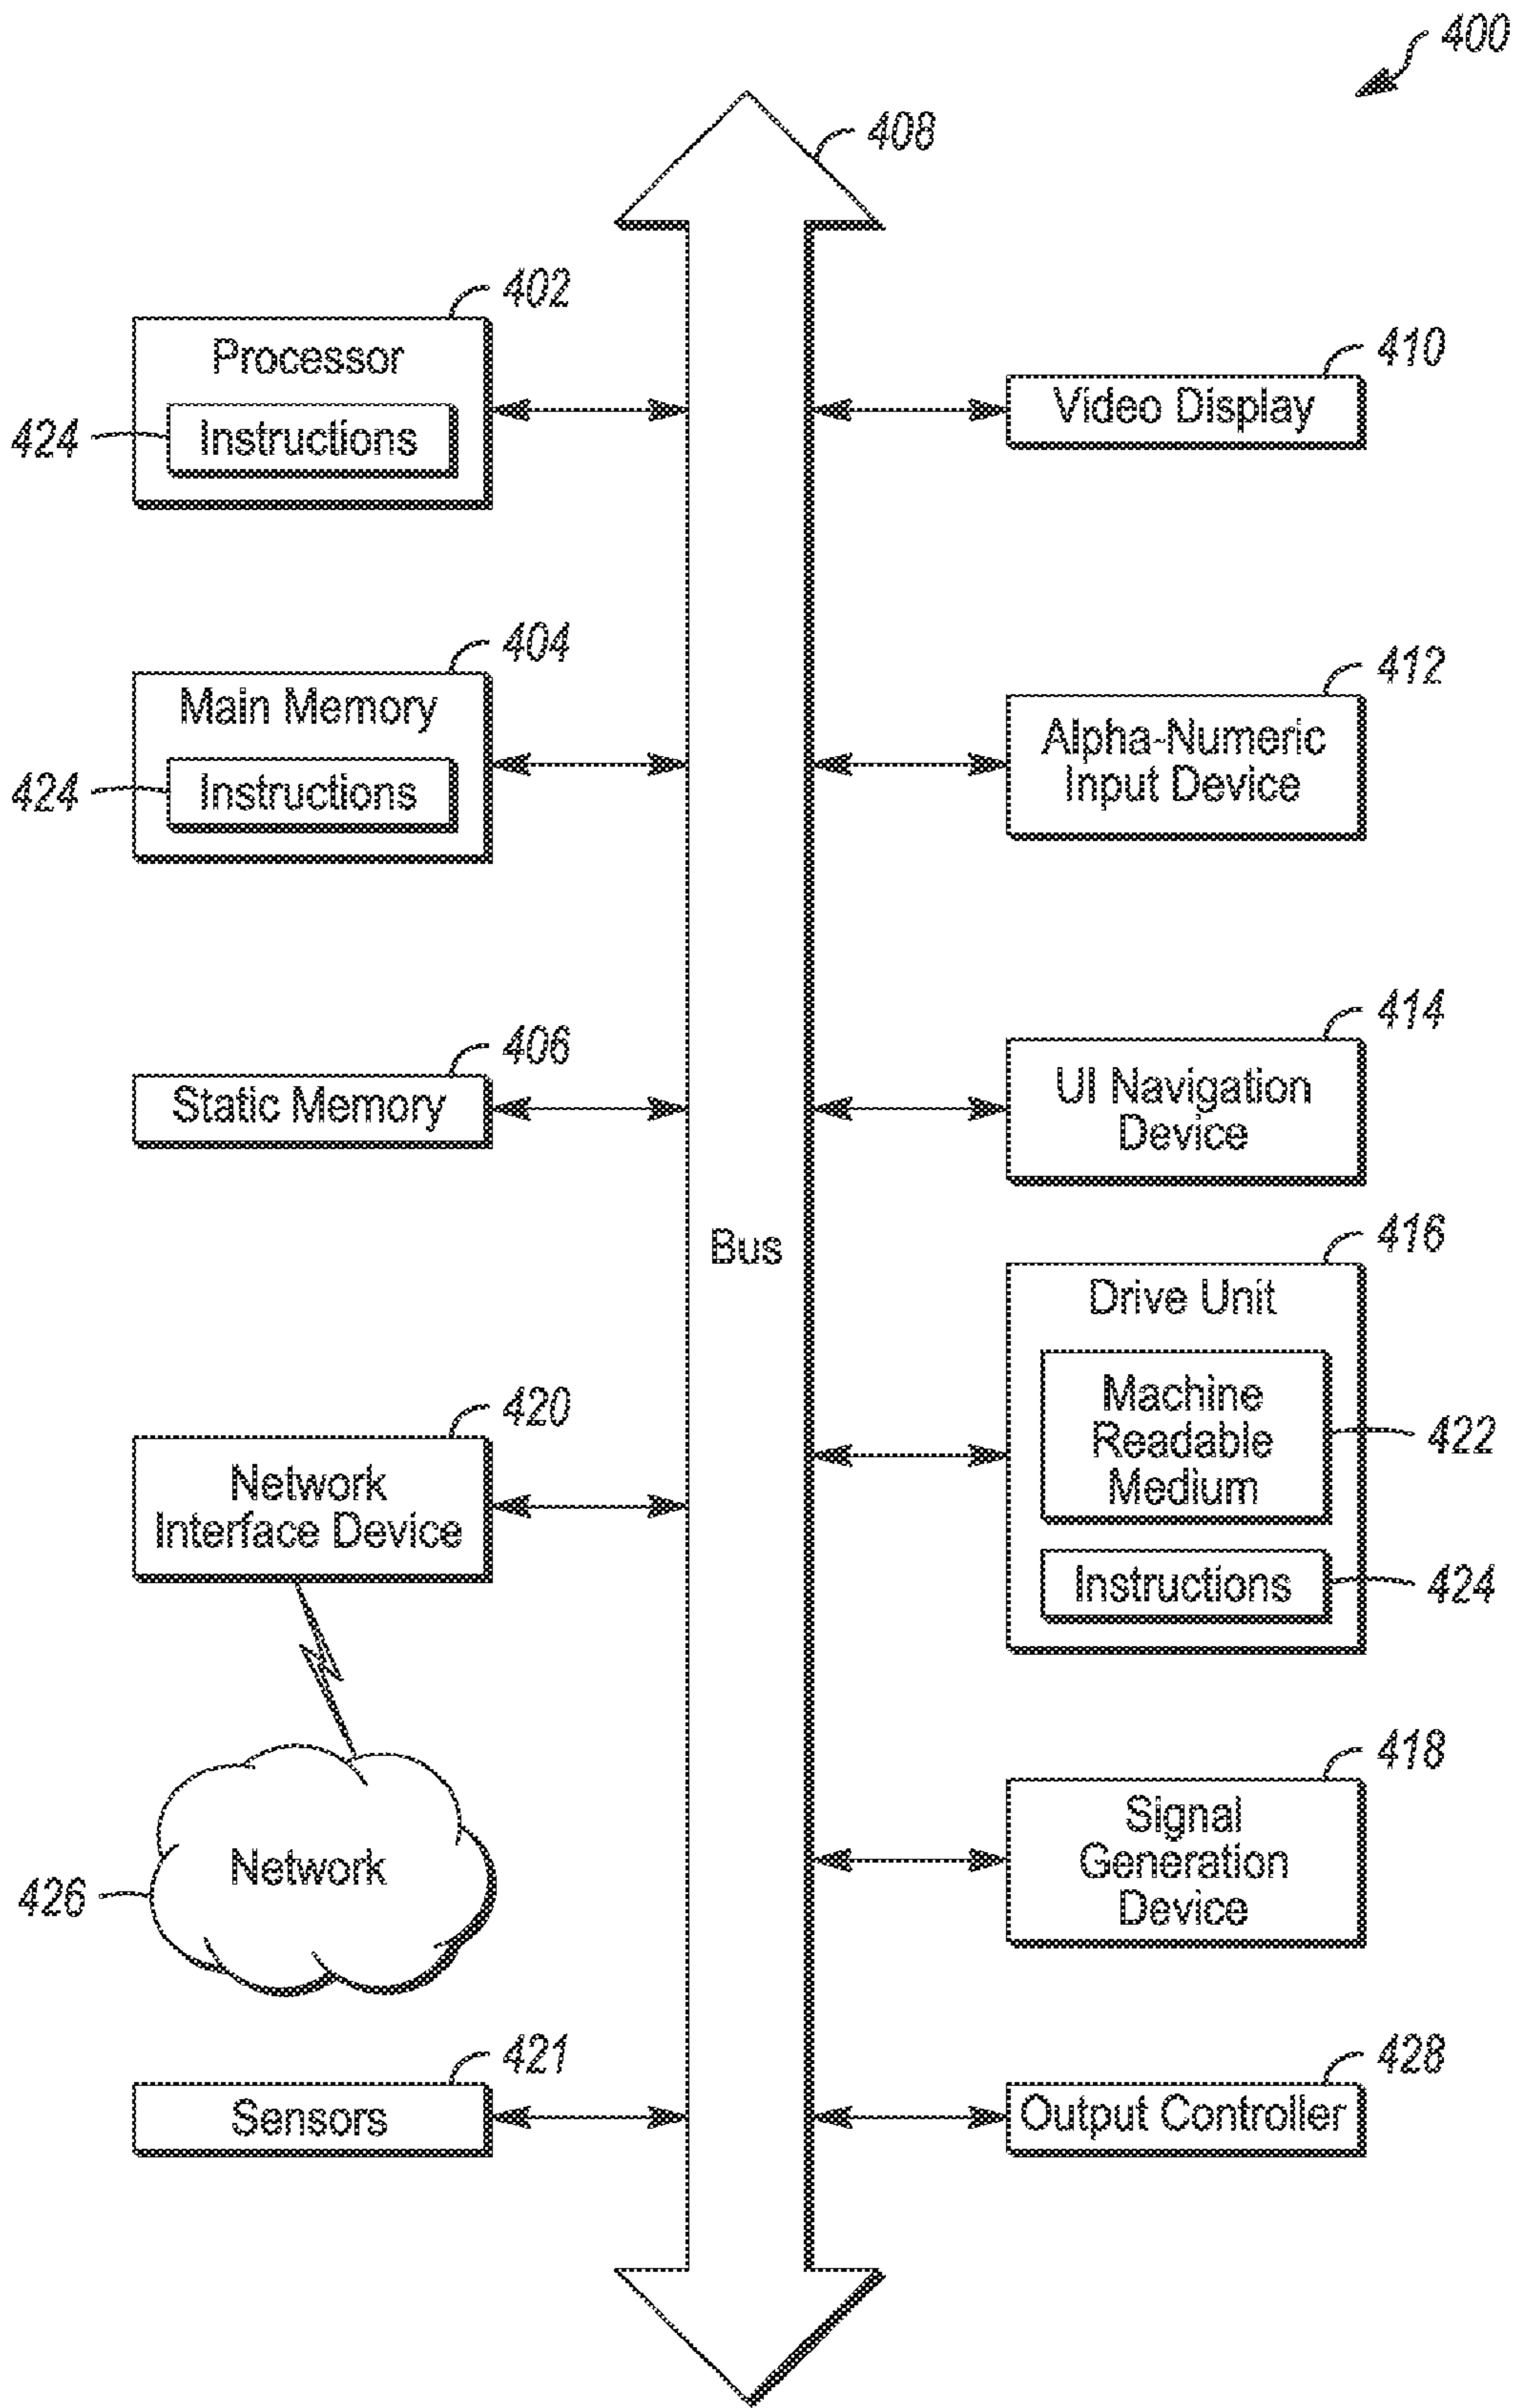 400
408
402
Processor
424
Instructions
410
Video Display
404
Main Memory
424
Instructions
412
Alpha-Numeric
Input Device
406
Static Memory
414
UI Navigation
Device
Bus
416
Drive Unit
Machine
Readable
Medium
422
Instructions
424
420
Network
Interface Device
426
Network
418
Signal
Generation
Device
421
Sensors
428
Output Controller